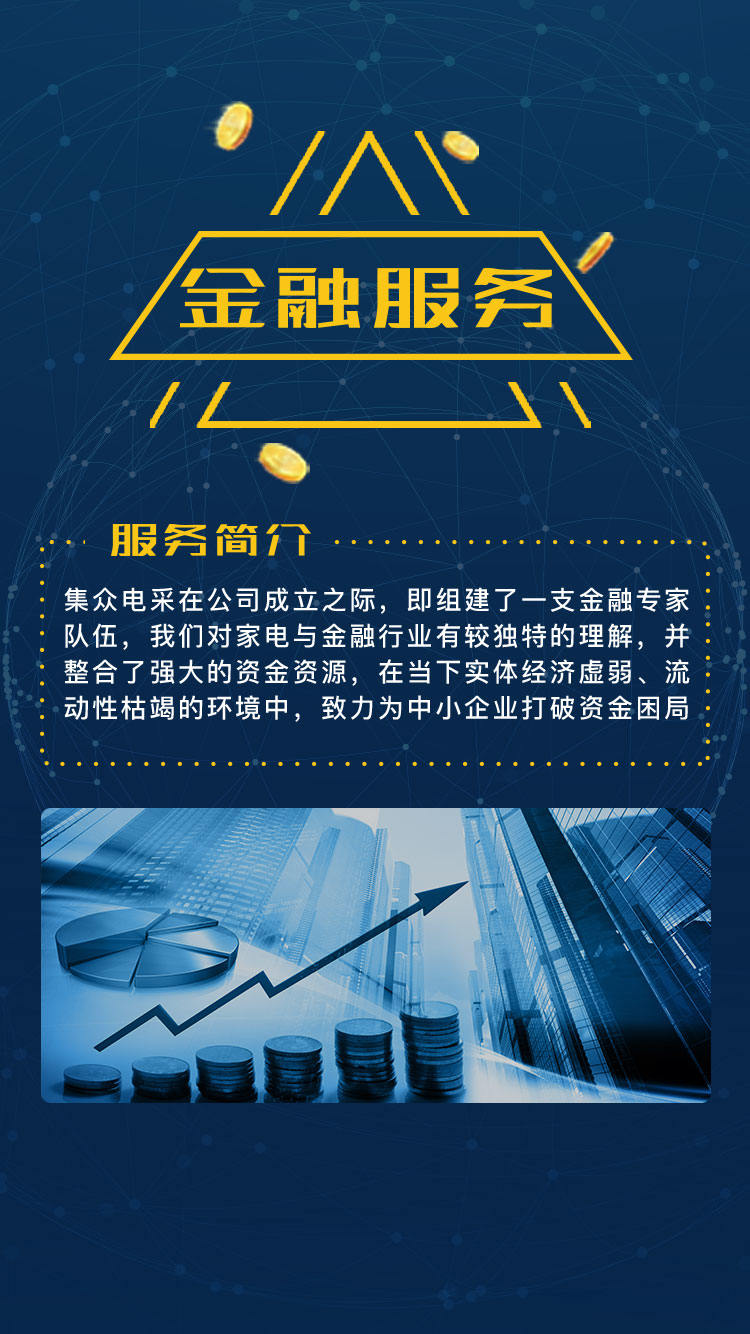 金融服务
服务简介
集众电采在公司成立之际，即组建了一支金融专家
队伍，我们对家电与金融行业有较独特的理解，并
整合了强大的资金资源，在当下实体经济虚弱、流
动性枯竭的环境中，致力为中小企业打破资金困局